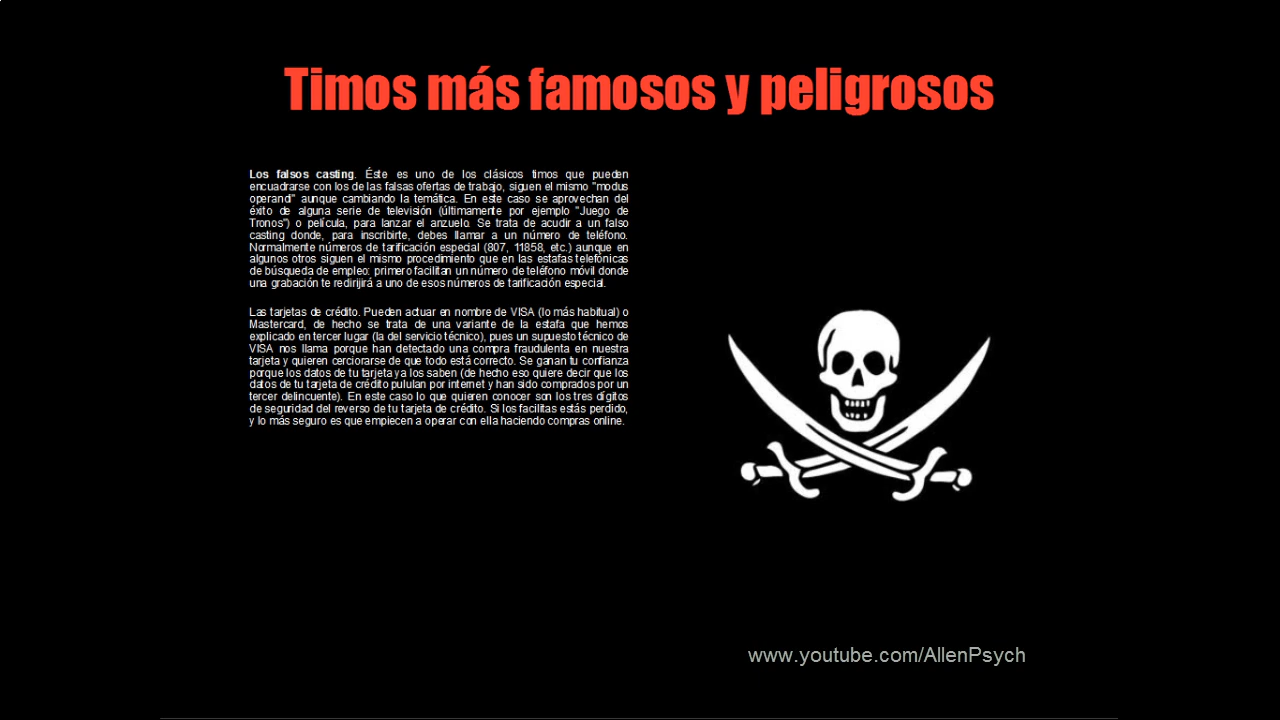 Timos más famosos y peligrosos
Los falsos casting. Éste es uno de los clásicos timos que pueden
encuadrarse con los de las falsas ofertas de trabajo, siguen el mismo "modus
operandi" aunque cambiando la temática. En este caso se aprovechan del
éxito de alguna serie de televisión (últimamente por ejemplo "Juego de
Tronos") o película, para lanzar el anzuelo. Se trata de acudir a un falso
casting donde, para inscribirte, debes llamar a un número de teléfono.
Normalmente números de tarificación especial (807, 11858, etc.) aunque en
algunos otros siguen el mismo procedimiento que en las estafas telefónicas
de búsqueda de empleo: primero facilitan un número de teléfono móvil donde
una grabación te redirijirá a uno de esos números de tarificación especial.
Las tarjetas de crédito. Pueden actuar en nombre de VISA (lo más habitual) o
Mastercard, de hecho se trata de una variante de la estafa que hemos
explicado en tercer lugar (la del servicio técnico), pues un supuesto técnico de
VISA nos llama porque han detectado una compra fraudulenta en nuestra
tarjeta y quieren cerciorarse de que todo está correcto. Se ganan tu confianza
porque los datos de tu tarjeta ya los saben (de hecho eso quiere decir que los
datos de tu tarjeta de crédito pululan por internet y han sido comprados por un
tercer delincuente). En este caso lo que quieren conocer son los tres dígitos
de seguridad del reverso de tu tarjeta de crédito. Si los facilitas estás perdido,
y lo más seguro es que empiecen a operar con ella haciendo compras online.
www.youtube.com/AllenPsych